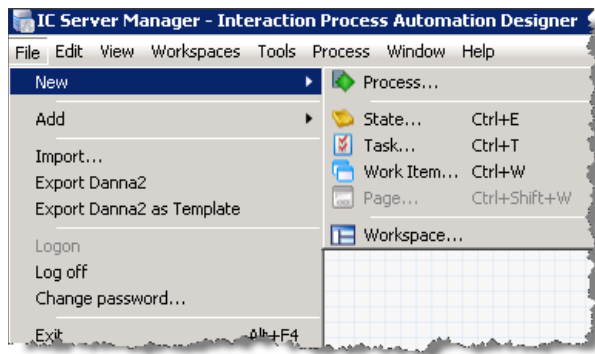 IC Server Manager - Interaction Process Automation Designer
File Edit View Workspaces Tools Process Window Help
New Process...
Add State... Ctrl+E
Task... Ctrl+T
Import... Work Item... Ctrl+W
Export Danna2 Page... Ctrl+Shift+W
Export Danna2 as Template
Workspace...
Logon
Log off
Change password...
Exit Alt+F4